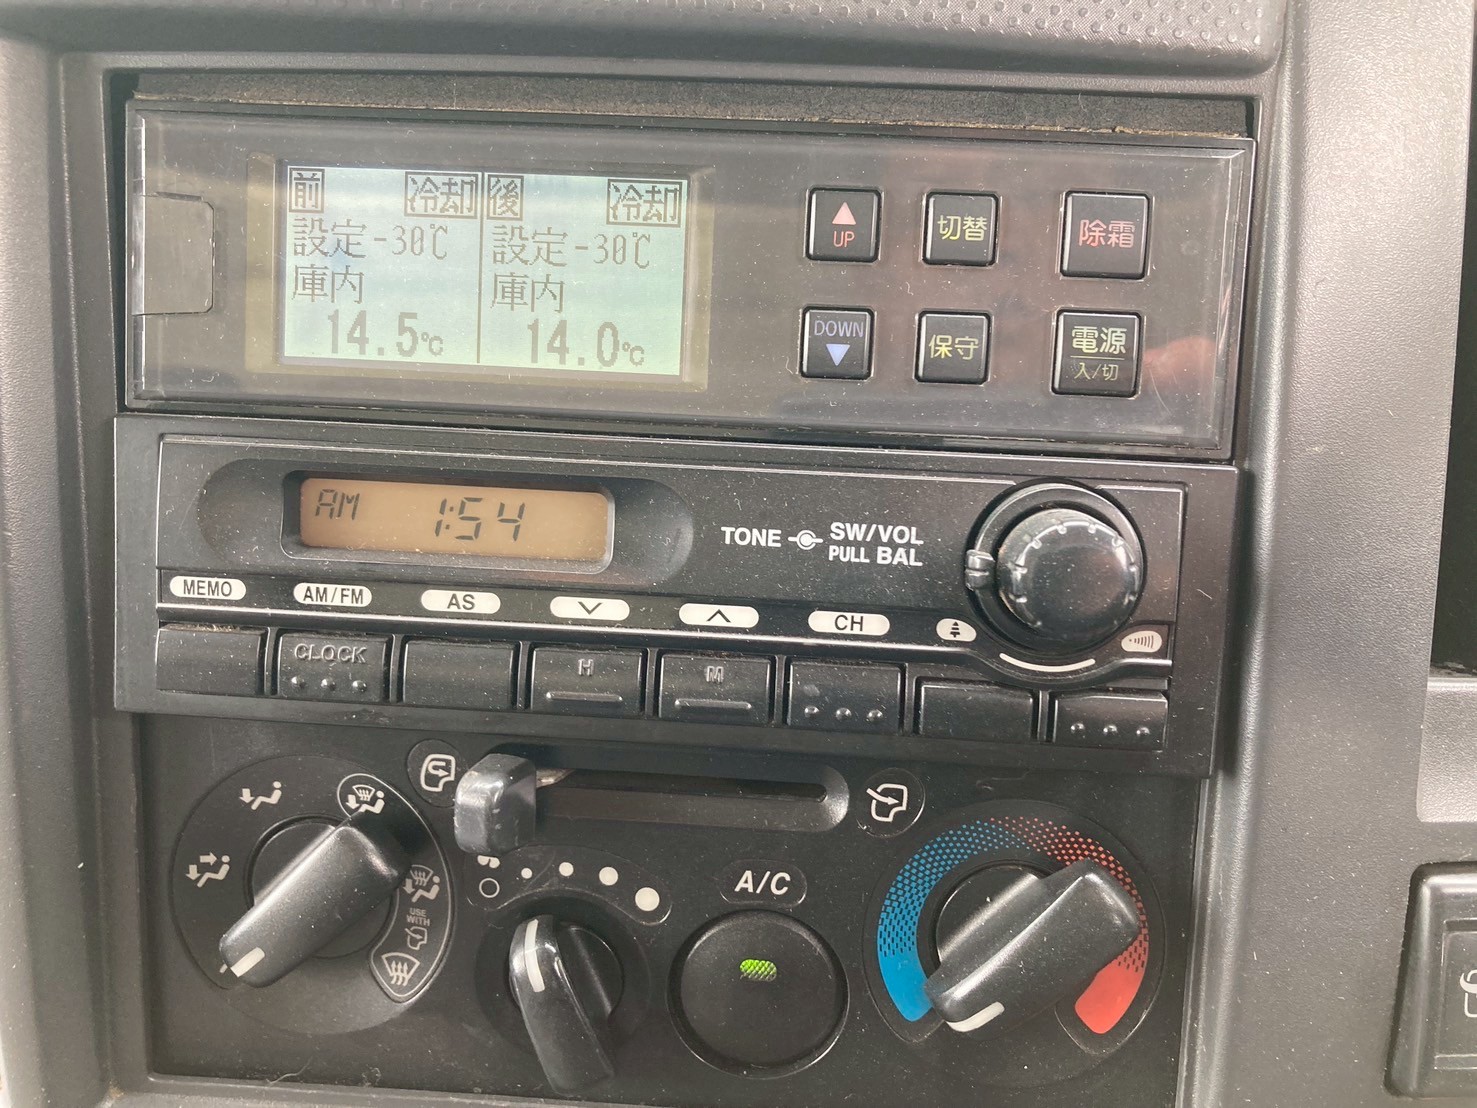 前 冷却 後 冷却
設定 -30℃ 設定 -30℃
庫内 庫内
14.5℃ 14.0℃
UP 切替 除霜
DOWN 保守 電源
入/切
AM 1:54
TONE SW/VOL
PULL BAL
MEMO AM/FM AS CH
CLOCK H M
A/C
USE
WITH